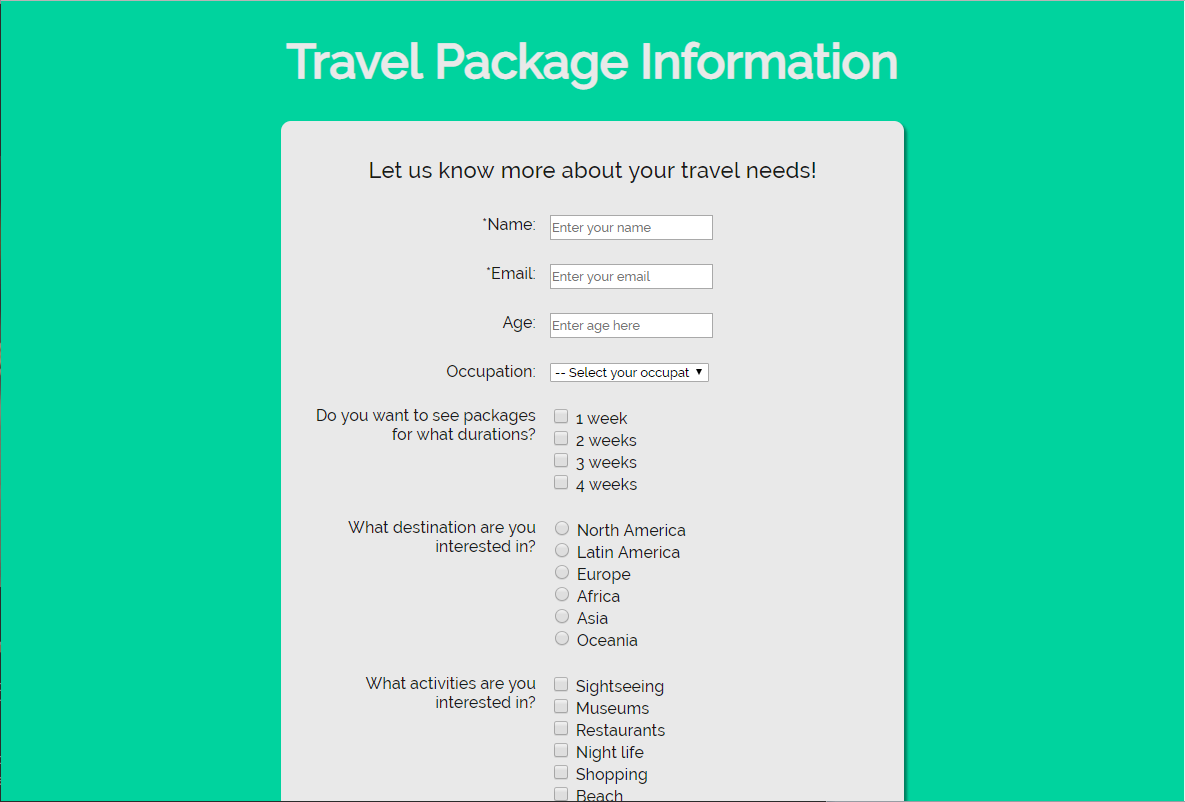 Travel Package Information
Let us know more about your travel needs!
*Name: Enter your name
*Email: Enter your email
Age: Enter age here
Occupation: -- Select your occupat
Do you want to see packages
for what durations?
1 week
2 weeks
3 weeks
4 weeks
What destination are you
interested in?
North America
Latin America
Europe
Africa
Asia
Oceania
What activities are you
interested in?
Sightseeing
Museums
Restaurants
Night life
Shopping
Beach